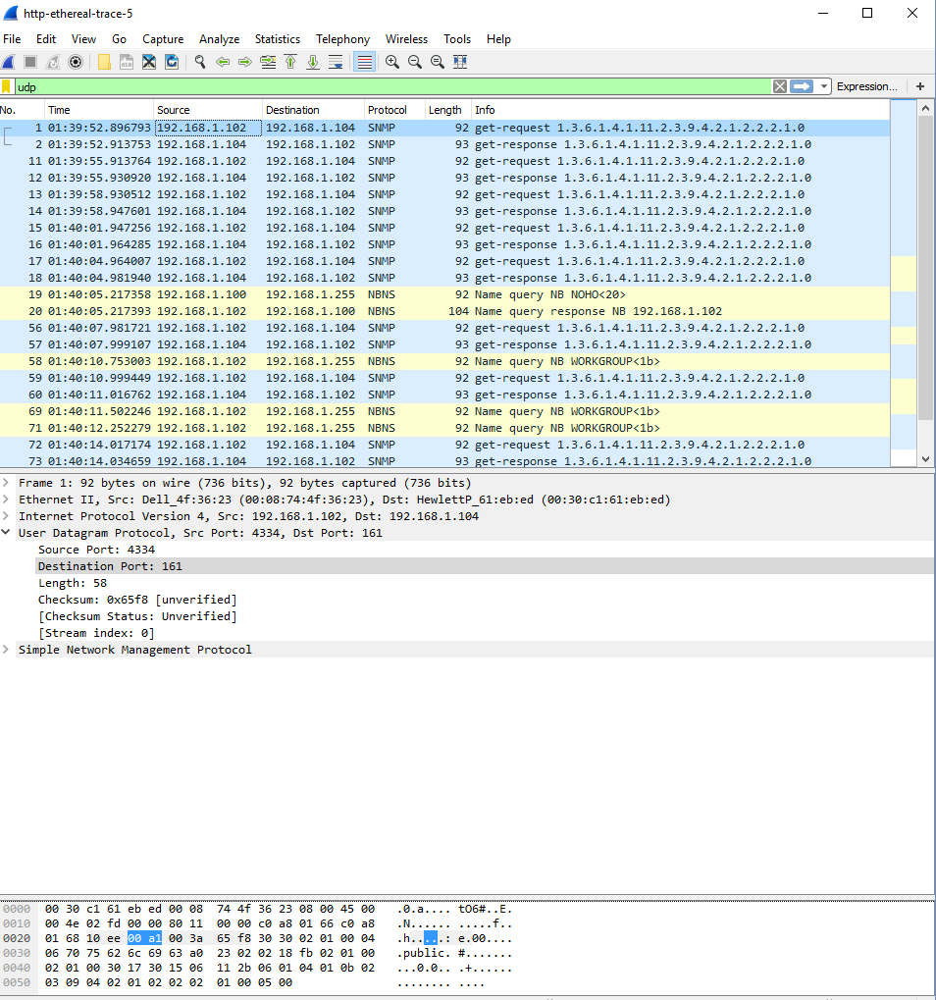 http-ethereal-trace-5
File Edit View Go Capture Analyze Statistics Telephony Wireless Tools Help
udp Expression... +
No. Time Source Destination Protocol Length Info
1 01:39:52.896793 192.168.1.102 192.168.1.104 SNMP 92 get-request 1.3.6.1.4.1.11.2.3.9.4.2.1.2.2.2.1.0
2 01:39:52.913753 192.168.1.104 192.168.1.102 SNMP 93 get-response 1.3.6.1.4.1.11.2.3.9.4.2.1.2.2.2.1.0
11 01:39:55.913764 192.168.1.102 192.168.1.104 SNMP 92 get-request 1.3.6.1.4.1.11.2.3.9.4.2.1.2.2.2.1.0
12 01:39:55.930920 192.168.1.104 192.168.1.102 SNMP 93 get-response 1.3.6.1.4.1.11.2.3.9.4.2.1.2.2.2.1.0
13 01:39:58.930512 192.168.1.102 192.168.1.104 SNMP 92 get-request 1.3.6.1.4.1.11.2.3.9.4.2.1.2.2.2.1.0
14 01:39:58.947601 192.168.1.104 192.168.1.102 SNMP 93 get-response 1.3.6.1.4.1.11.2.3.9.4.2.1.2.2.2.1.0
15 01:40:01.947256 192.168.1.102 192.168.1.104 SNMP 92 get-request 1.3.6.1.4.1.11.2.3.9.4.2.1.2.2.2.1.0
16 01:40:01.964285 192.168.1.104 192.168.1.102 SNMP 93 get-response 1.3.6.1.4.1.11.2.3.9.4.2.1.2.2.2.1.0
17 01:40:04.964007 192.168.1.102 192.168.1.104 SNMP 92 get-request 1.3.6.1.4.1.11.2.3.9.4.2.1.2.2.2.1.0
18 01:40:04.981940 192.168.1.104 192.168.1.102 SNMP 93 get-response 1.3.6.1.4.1.11.2.3.9.4.2.1.2.2.2.1.0
19 01:40:05.217358 192.168.1.100 192.168.1.255 NBNS 92 Name query NB NOHO<20>
20 01:40:05.217393 192.168.1.102 192.168.1.100 NBNS 104 Name query response NB 192.168.1.102
56 01:40:07.981721 192.168.1.102 192.168.1.104 SNMP 92 get-request 1.3.6.1.4.1.11.2.3.9.4.2.1.2.2.2.1.0
57 01:40:07.999107 192.168.1.104 192.168.1.102 SNMP 93 get-response 1.3.6.1.4.1.11.2.3.9.4.2.1.2.2.2.1.0
58 01:40:10.753003 192.168.1.102 192.168.1.255 NBNS 92 Name query NB WORKGROUP<1b>
59 01:40:10.999449 192.168.1.102 192.168.1.104 SNMP 92 get-request 1.3.6.1.4.1.11.2.3.9.4.2.1.2.2.2.1.0
60 01:40:11.016762 192.168.1.104 192.168.1.102 SNMP 93 get-response 1.3.6.1.4.1.11.2.3.9.4.2.1.2.2.2.1.0
69 01:40:11.502246 192.168.1.102 192.168.1.255 NBNS 92 Name query NB WORKGROUP<1b>
71 01:40:12.252279 192.168.1.102 192.168.1.255 NBNS 92 Name query NB WORKGROUP<1b>
72 01:40:14.017174 192.168.1.102 192.168.1.104 SNMP 92 get-request 1.3.6.1.4.1.11.2.3.9.4.2.1.2.2.2.1.0
73 01:40:14.034659 192.168.1.104 192.168.1.102 SNMP 93 get-response 1.3.6.1.4.1.11.2.3.9.4.2.1.2.2.2.1.0
Frame 1: 92 bytes on wire (736 bits), 92 bytes captured (736 bits)
Ethernet II, Src: Dell_4f:36:23 (00:08:74:4f:36:23), Dst: HewlettP_61:eb:ed (00:30:c1:61:eb:ed)
Internet Protocol Version 4, Src: 192.168.1.102, Dst: 192.168.1.104
User Datagram Protocol, Src Port: 4334, Dst Port: 161
Source Port: 4334
Destination Port: 161
Length: 58
Checksum: 0x65f8 [unverified]
[Checksum Status: Unverified]
[Stream index: 0]
Simple Network Management Protocol
0000 00 30 c1 61 eb ed 00 08 74 4f 36 23 08 00 45 00 .0.a.... tO6#..E.
0010 00 4e 02 fd 00 00 80 11 00 00 c0 a8 01 66 c0 a8 .N...... .....f..
0020 01 68 10 ee 00 a1 00 3a 65 f8 30 30 02 01 00 04 .h.....: e.00....
0030 06 70 75 62 6c 69 63 a0 23 02 02 18 fb 02 01 00 .public. #.......
0040 02 01 00 30 17 30 15 06 11 2b 06 01 04 01 0b 02 ...0.0.. .+......
0050 03 09 04 02 01 02 02 02 01 00 05 00 ........ ....